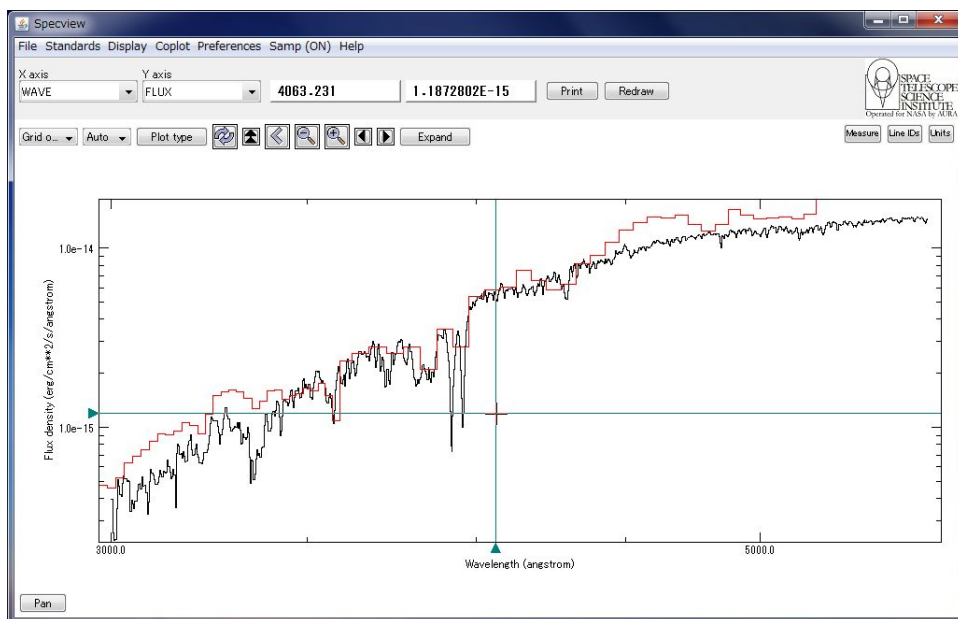 Specview
File Standards Display Coplot Preferences Samp (ON) Help
X axis
Y axis
WAVE
FLUX
4063.231
1.1872802E-15
Print
Redraw
SPACE
TELESCOPE
SCIENCE
INSTITUTE
Operated for NASA by AURA
Grid o...
Auto
Plot type
Expand
Measure
Line IDs
Units
1.0e-14
1.0e-15
Flux density (erg/cm**2/s/angstrom)
3000.0
5000.0
Wavelength (angstrom)
Pan